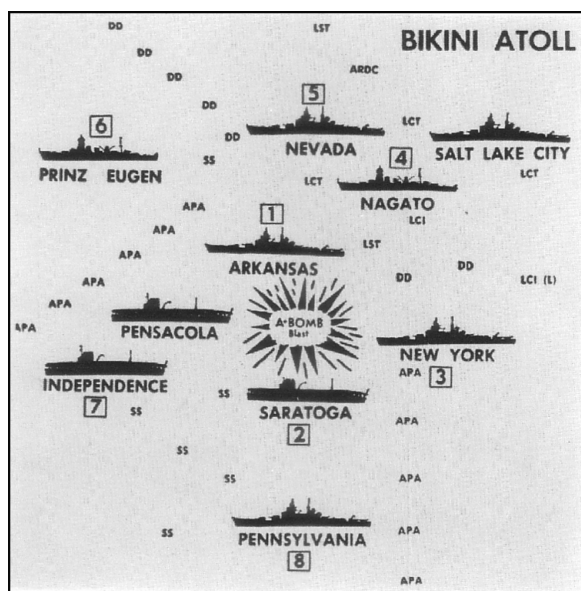 DD
LST
BIKINI ATOLL
DD
ARDC
DD
DD
5
LCT
6
DD
NEVADA
SALT LAKE CITY
SS
4
PRINZ EUGEN
LCT
NAGATO
LCT
APA
1
LCI
APA
ARKANSAS
LST
APA
DD
DD
LCI (L)
APA
APA
PENSACOLA
A-BOMB
Blast
NEW YORK
INDEPENDENCE
APA
3
7
SS
SS
SARATOGA
2
APA
SS
SS
APA
SS
PENNSYLVANIA
APA
8
APA